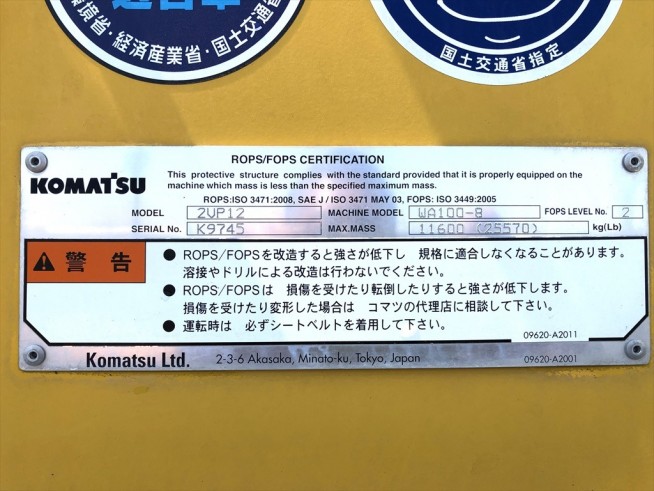 適合車
環境省・経済産業省・国土交通省
国土交通省指定
ROPS/FOPS CERTIFICATION
KOMATSU
This protective structure complies with the standard provided that it is properly equipped on the
machine which mass is less than the specified maximum mass.
ROPS:ISO 3471:2008, SAE J / ISO 3471 MAY 03, FOPS: ISO 3449:2005
MODEL 2VP12 MACHINE MODEL WA100-8 FOPS LEVEL No. 2
SERIAL No. K9745 MAX.MASS 11600 (25570) kg(Lb)
警告
● ROPS/FOPSを改造すると強さが低下し 規格に適合しなくなることがあります。
溶接やドリルによる改造は行わないでください。
● ROPS/FOPSは 損傷を受けたり転倒したりすると強さが低下します。
損傷を受けたり変形した場合は コマツの代理店に相談して下さい。
● 運転時は 必ずシートベルトを着用して下さい。
09620-A2011
Komatsu Ltd. 2-3-6 Akasaka, Minato-ku, Tokyo, Japan
09620-A2001